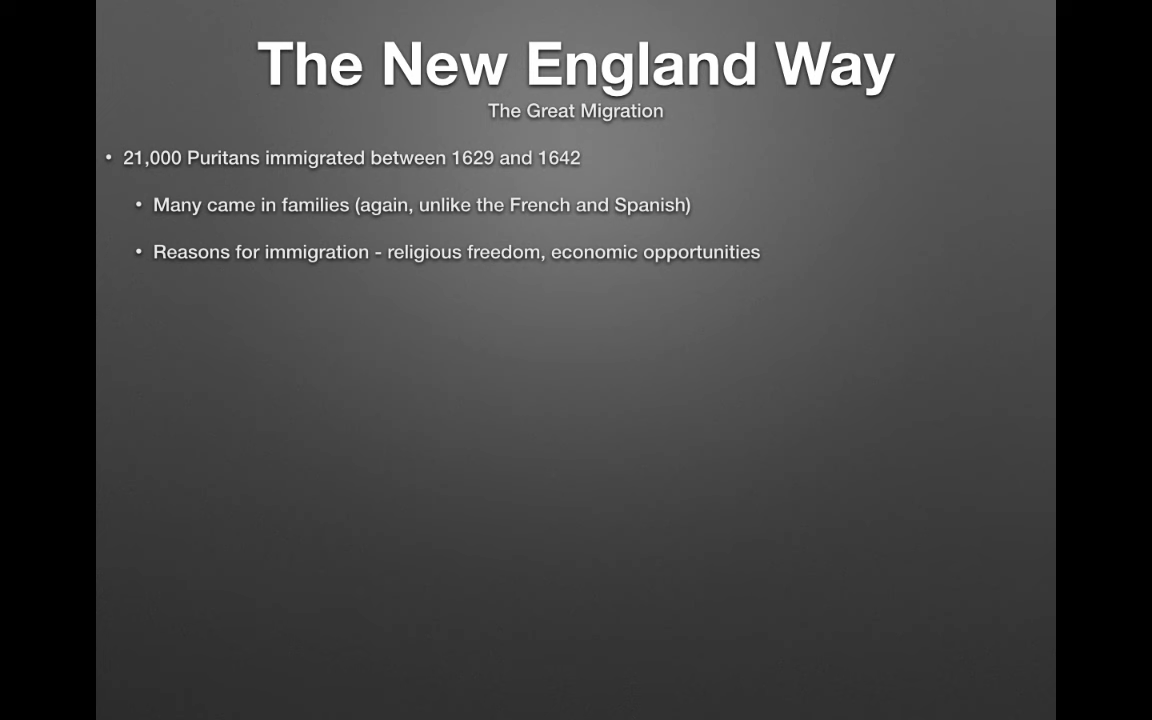 The New England Way
The Great Migration
• 21,000 Puritans immigrated between 1629 and 1642
• Many came in families (again, unlike the French and Spanish)
• Reasons for immigration - religious freedom, economic opportunities